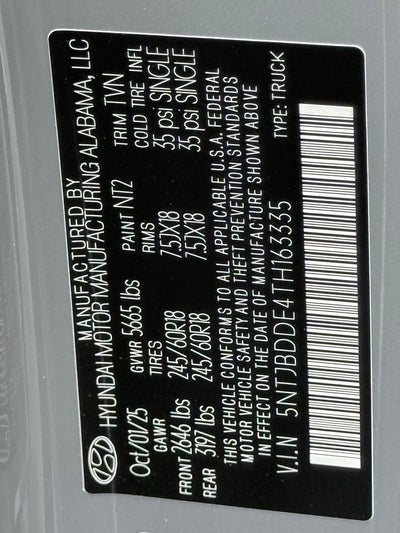 MANUFACTURED BY
HYUNDAI MOTOR MANUFACTURING ALABAMA, LLC
Oct/01/25 GVWR 5665 lbs PAINT NT2 TRIM TVN
GAWR TIRES RIMS COLD TIRE INFL
FRONT 2646 lbs 245/60R18 7.5JX18 35 psi SINGLE
REAR 3197 lbs 245/60R18 7.5JX18 35 psi SINGLE
THIS VEHICLE CONFORMS TO ALL APPLICABLE U.S.A. FEDERAL
MOTOR VEHICLE SAFETY AND THEFT PREVENTION STANDARDS
IN EFFECT ON THE DATE OF MANUFACTURE SHOWN ABOVE
V.I.N 5NTJBDDE4TH163335 TYPE: TRUCK